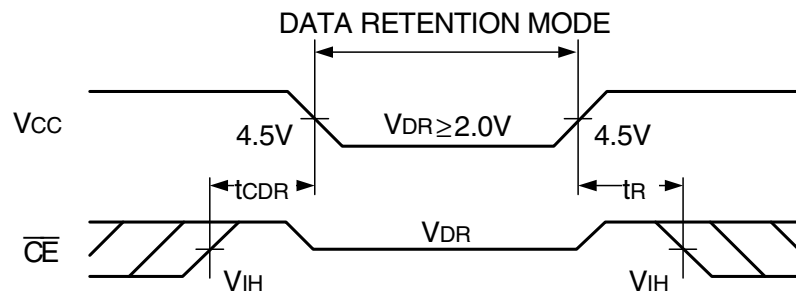 DATA RETENTION MODE
VCC
4.5V
VDR≥2.0V
4.5V
tCDR
tR
CE
VDR
VIH
VIH